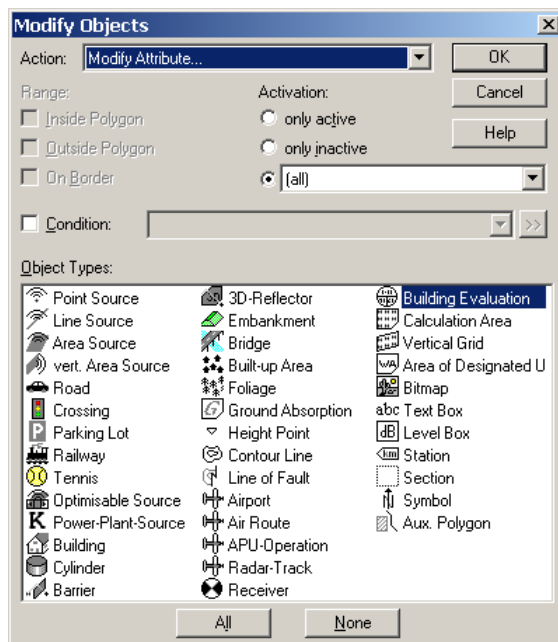 Modify Objects
Action: Modify Attribute... OK
Range: Activation: Cancel
Inside Polygon only active
Outside Polygon only inactive Help
On Border (all)
Condition: >>
Object Types:
Point Source 3D-Reflector Building Evaluation
Line Source Embankment Calculation Area
Area Source Bridge Vertical Grid
vert. Area Source Built-up Area Area of Designated U
Road Foliage Bitmap
Crossing Ground Absorption abc Text Box
P Parking Lot Height Point dB Level Box
Railway Contour Line km Station
Tennis Line of Fault Section
Optimisable Source Airport Symbol
K Power-Plant-Source Air Route Aux. Polygon
Building APU-Operation
Cylinder Radar-Track
Barrier Receiver
All None